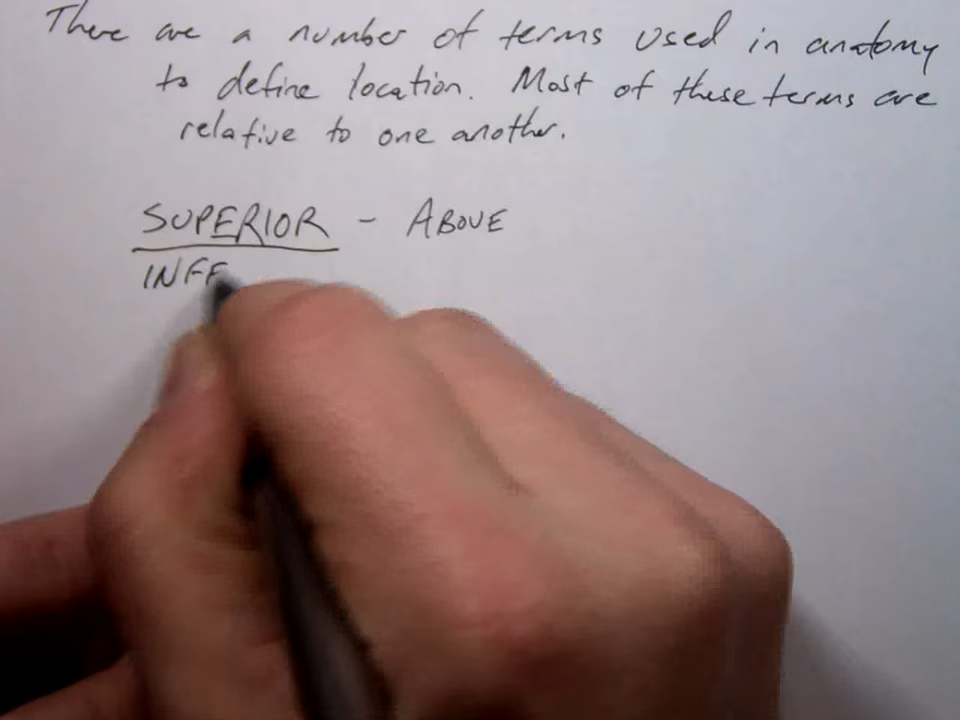 There are a number of terms used in anatomy
to define location. Most of these terms are
relative to one another.
SUPERIOR - ABOVE
INFE